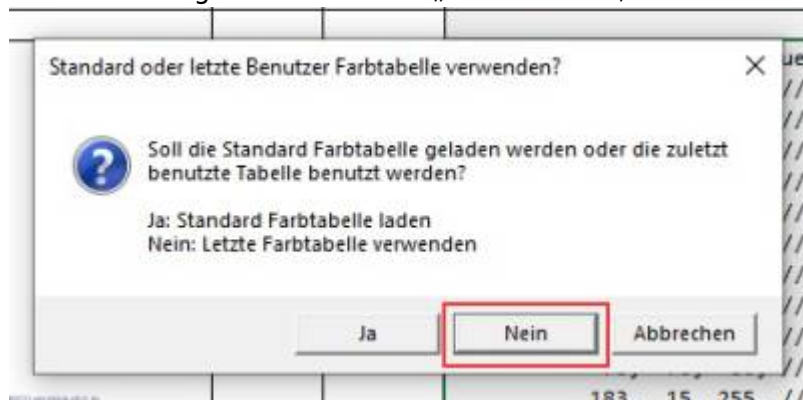 Standard oder letzte Benutzer Farbtabelle verwenden?
Soll die Standard Farbtabelle geladen werden oder die zuletzt
benutzte Tabelle benutzt werden?
Ja: Standard Farbtabelle laden
Nein: Letzte Farbtabelle verwenden
Ja Nein Abbrechen
183 15 255 //